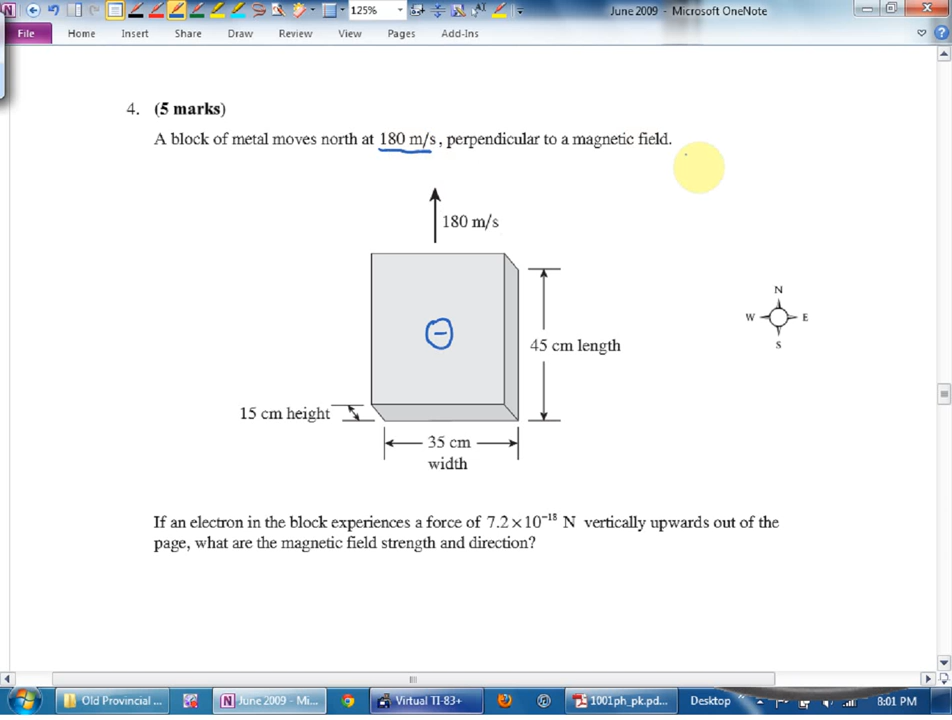 125%
June 2009 - Microsoft OneNote
File Home Insert Share Draw Review View Pages Add-Ins
4. (5 marks)
A block of metal moves north at 180 m/s, perpendicular to a magnetic field.
180 m/s
N
W E
S
−
45 cm length
15 cm height
35 cm
width
If an electron in the block experiences a force of 7.2×10⁻¹⁸ N vertically upwards out of the
page, what are the magnetic field strength and direction?
Old Provincial ... N June 2009 - Mi... Virtual TI-83+ 1001ph_pk.pd... Desktop 8:01 PM